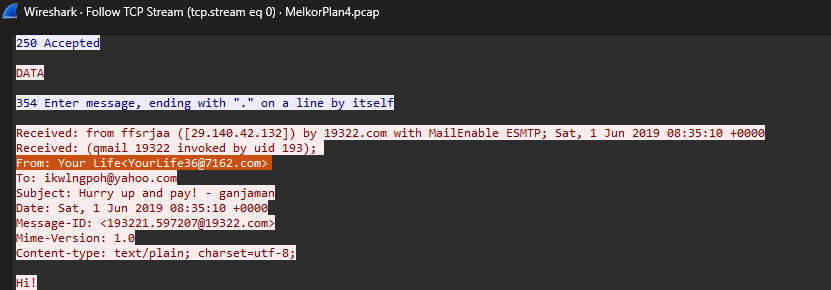 Wireshark · Follow TCP Stream (tcp.stream eq 0) · MelkorPlan4.pcap
250 Accepted
DATA
354 Enter message, ending with "." on a line by itself
Received: from ffsrjaa ([29.140.42.132]) by 19322.com with MailEnable ESMTP; Sat, 1 Jun 2019 08:35:10 +0000
Received: (qmail 19322 invoked by uid 193);
From: Your Life<YourLife36@7162.com>
To: ikwlngpoh@yahoo.com
Subject: Hurry up and pay! - ganjaman
Date: Sat, 1 Jun 2019 08:35:10 +0000
Message-ID: <193221.597207@19322.com>
Mime-Version: 1.0
Content-type: text/plain; charset=utf-8;
Hi!